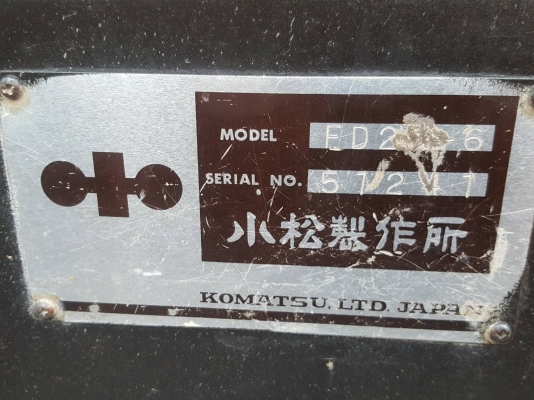 MODEL
SERIAL NO.
小松製作所
KOMATSU, LTD. JAPAN